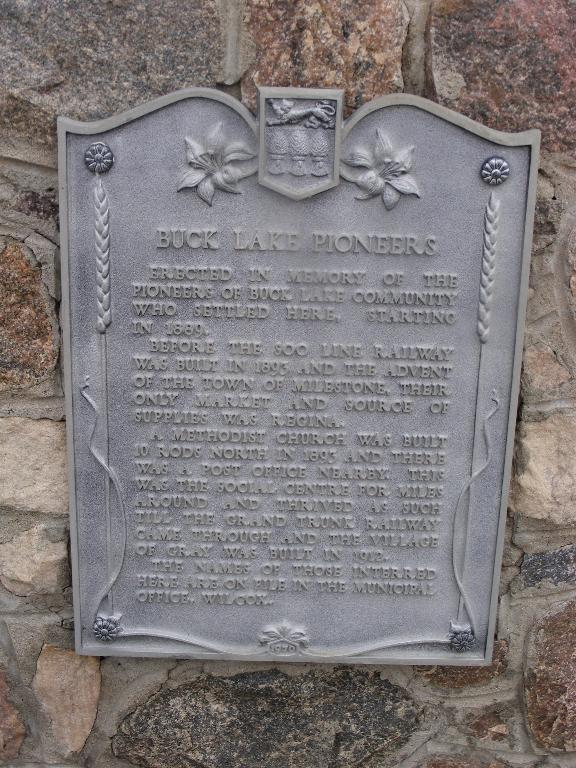 BUCK LAKE PIONEERS
ERECTED IN MEMORY OF THE
PIONEERS OF BUCK LAKE COMMUNITY
WHO SETTLED HERE, STARTING
IN 1889.
BEFORE THE SOO LINE RAILWAY
WAS BUILT IN 1893 AND THE ADVENT
OF THE TOWN OF MILESTONE, THEIR
ONLY MARKET AND SOURCE OF
SUPPLIES WAS REGINA.
A METHODIST CHURCH WAS BUILT
10 RODS NORTH IN 1893 AND THERE
WAS A POST OFFICE NEARBY. THIS
WAS THE SOCIAL CENTRE FOR MILES
AROUND AND THRIVED AS SUCH
TILL THE GRAND TRUNK RAILWAY
CAME THROUGH AND THE VILLAGE
OF GRAY WAS BUILT IN 1912.
THE NAMES OF THOSE INTERRED
HERE ARE ON FILE IN THE MUNICIPAL
OFFICE, WILCOX.
1970